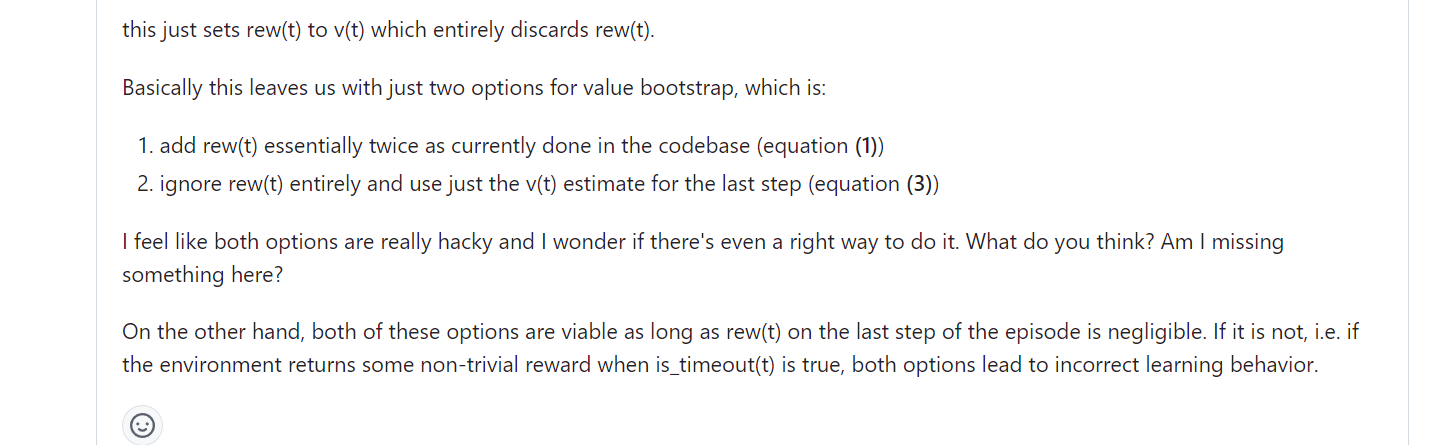 this just sets rew(t) to v(t) which entirely discards rew(t).
Basically this leaves us with just two options for value bootstrap, which is:
1. add rew(t) essentially twice as currently done in the codebase (equation (1))
2. ignore rew(t) entirely and use just the v(t) estimate for the last step (equation (3))
I feel like both options are really hacky and I wonder if there's even a right way to do it. What do you think? Am I missing
something here?
On the other hand, both of these options are viable as long as rew(t) on the last step of the episode is negligible. If it is not, i.e. if
the environment returns some non-trivial reward when is_timeout(t) is true, both options lead to incorrect learning behavior.